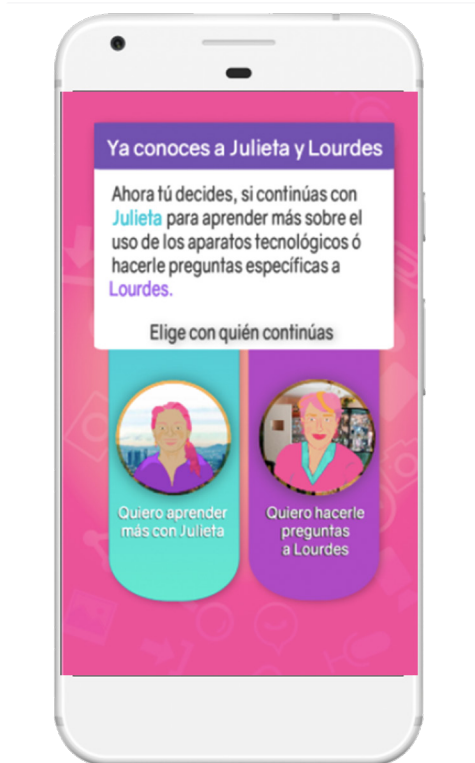 Ya conoces a Julieta y Lourdes
Ahora tú decides, si continúas con
Julieta para aprender más sobre el
uso de los aparatos tecnológicos ó
hacerle preguntas específicas a
Lourdes.
Elige con quién continúas
Quiero aprender
más con Julieta
Quiero hacerle
preguntas
a Lourdes